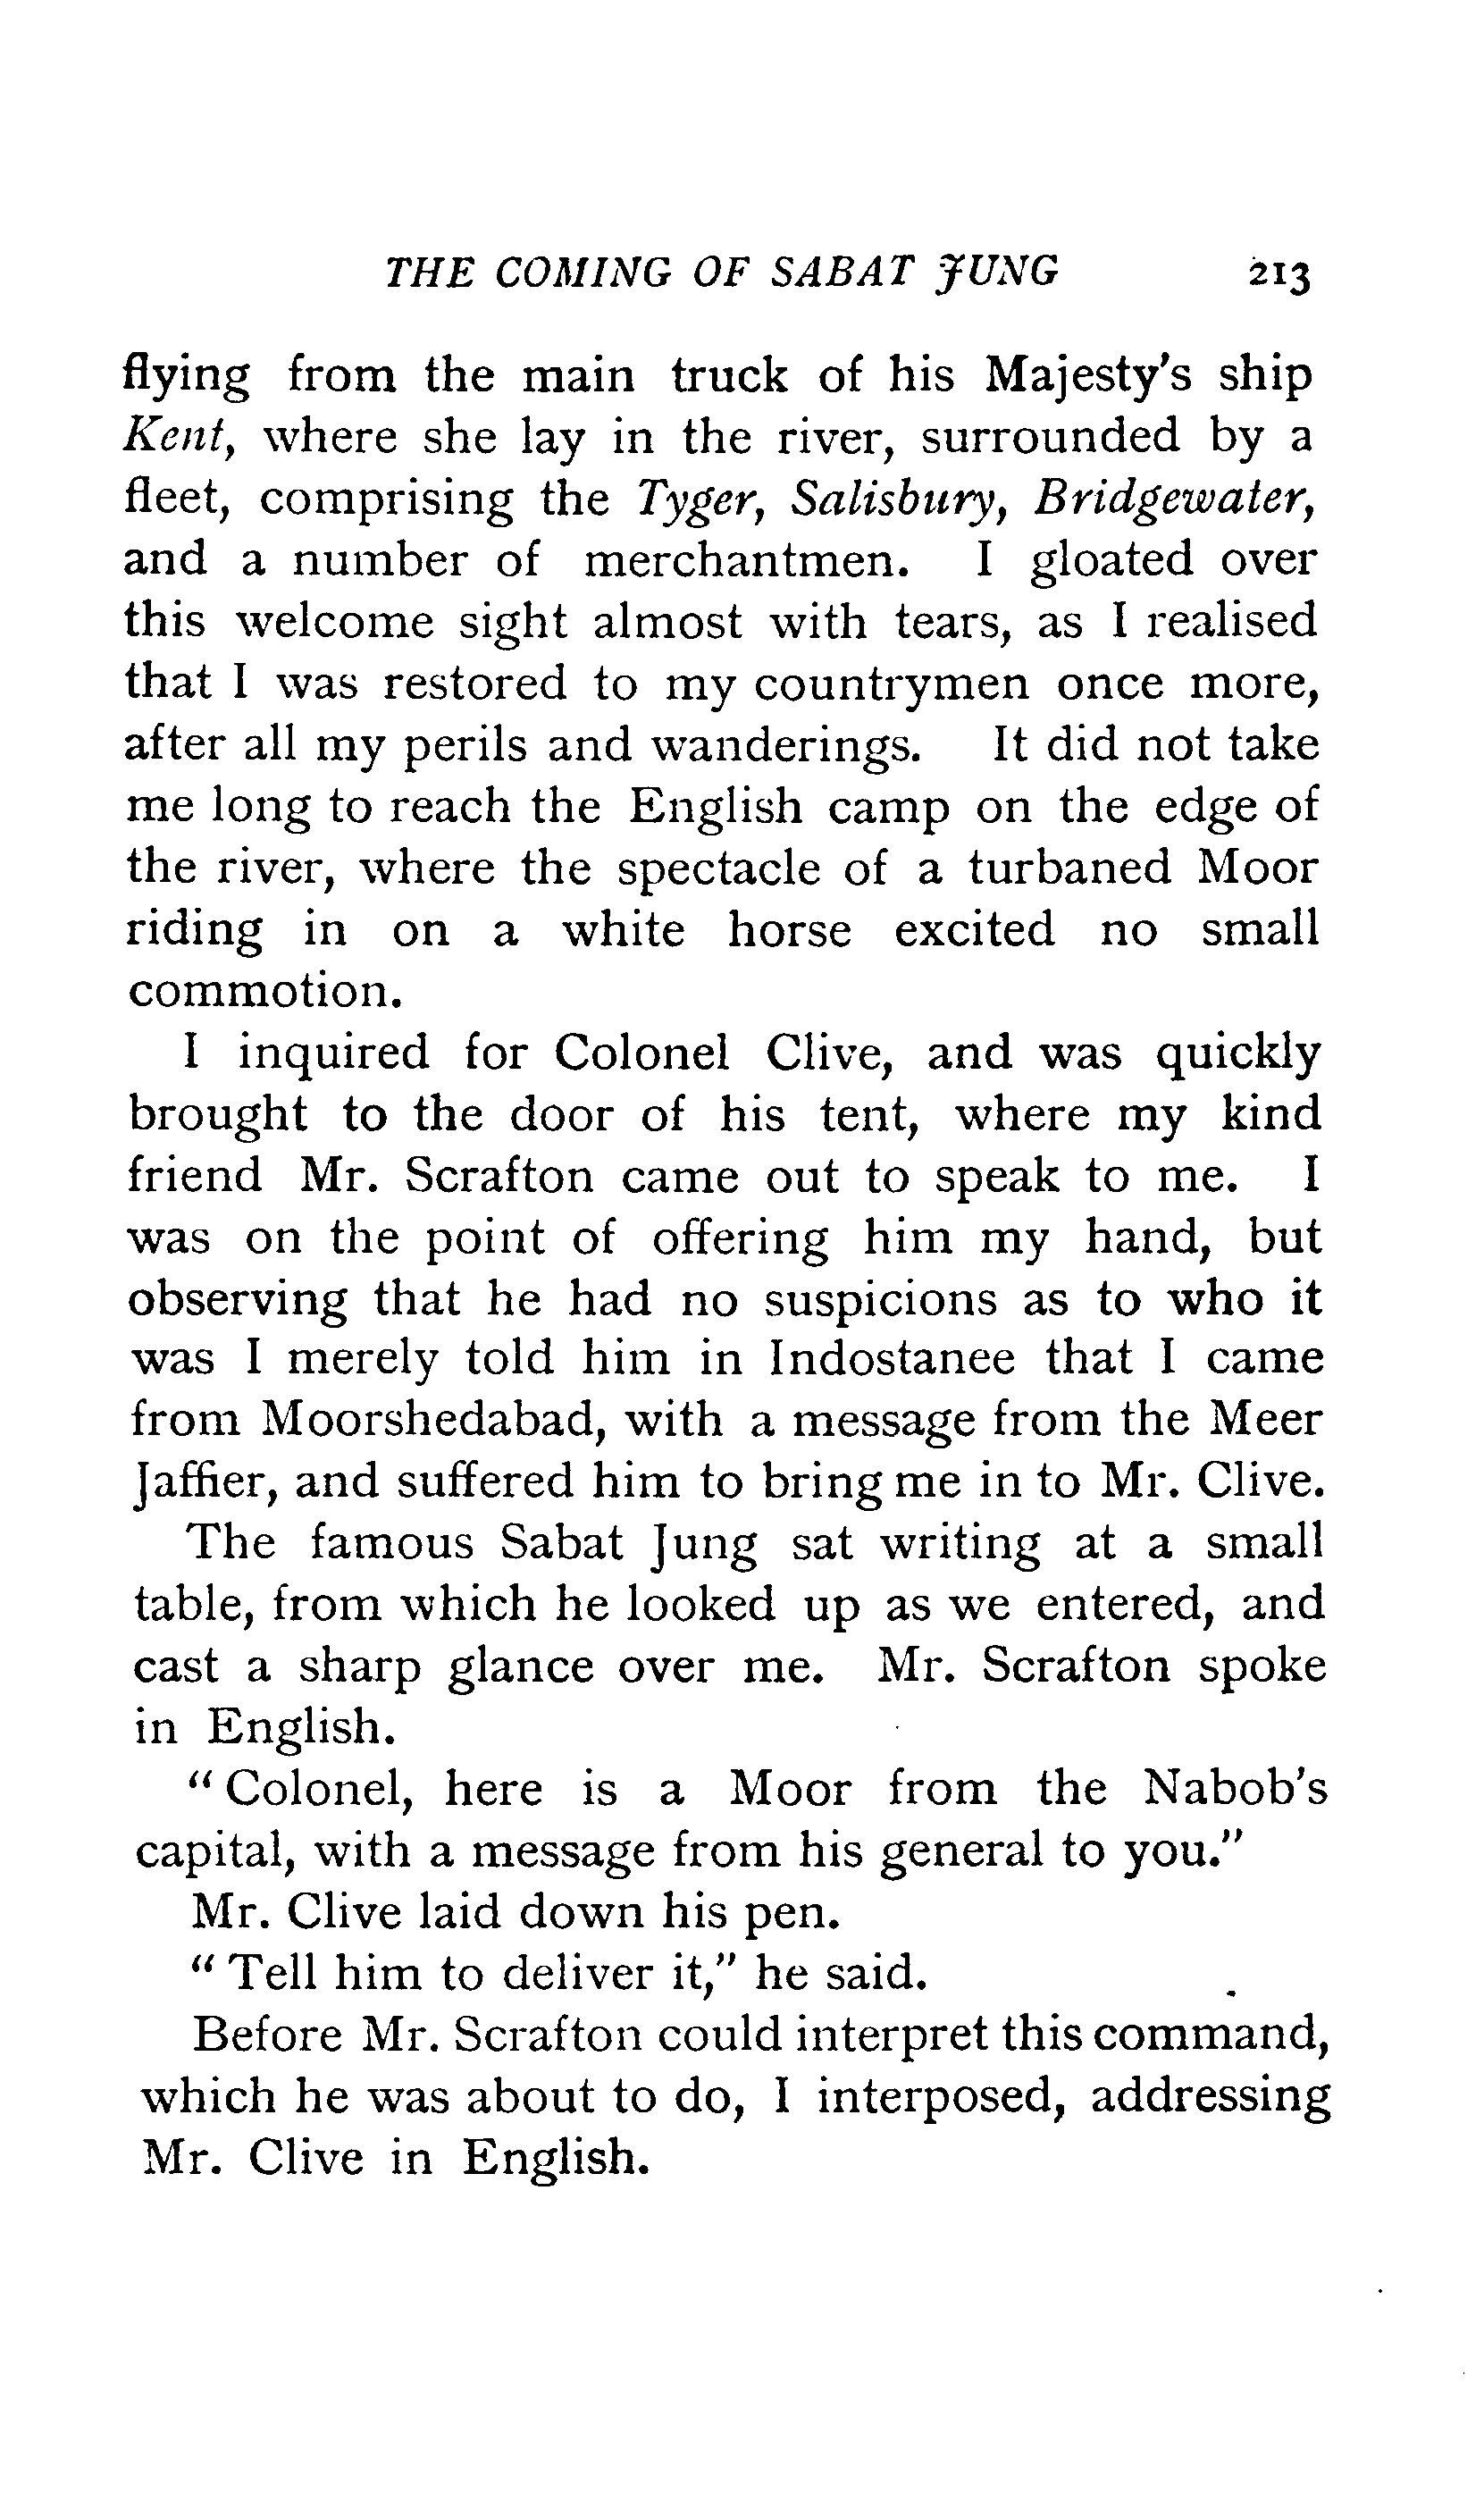 THE COMING OF SABAT JUNG 213
flying from the main truck of his Majesty's ship
Kent, where she lay in the river, surrounded by a
fleet, comprising the Tyger, Salisbury, Bridgewater,
and a number of merchantmen. I gloated over
this welcome sight almost with tears, as I realised
that I was restored to my countrymen once more,
after all my perils and wanderings. It did not take
me long to reach the English camp on the edge of
the river, where the spectacle of a turbaned Moor
riding in on a white horse excited no small
commotion.
I inquired for Colonel Clive, and was quickly
brought to the door of his tent, where my kind
friend Mr. Scrafton came out to speak to me. I
was on the point of offering him my hand, but
observing that he had no suspicions as to who it
was I merely told him in Indostanee that I came
from Moorshedabad, with a message from the Meer
Jaffier, and suffered him to bring me in to Mr. Clive.
The famous Sabat Jung sat writing at a small
table, from which he looked up as we entered, and
cast a sharp glance over me. Mr. Scrafton spoke
in English.
" Colonel, here is a Moor from the Nabob's
capital, with a message from his general to you."
Mr. Clive laid down his pen.
" Tell him to deliver it," he said.
Before Mr. Scrafton could interpret this command,
which he was about to do, I interposed, addressing
Mr. Clive in English.